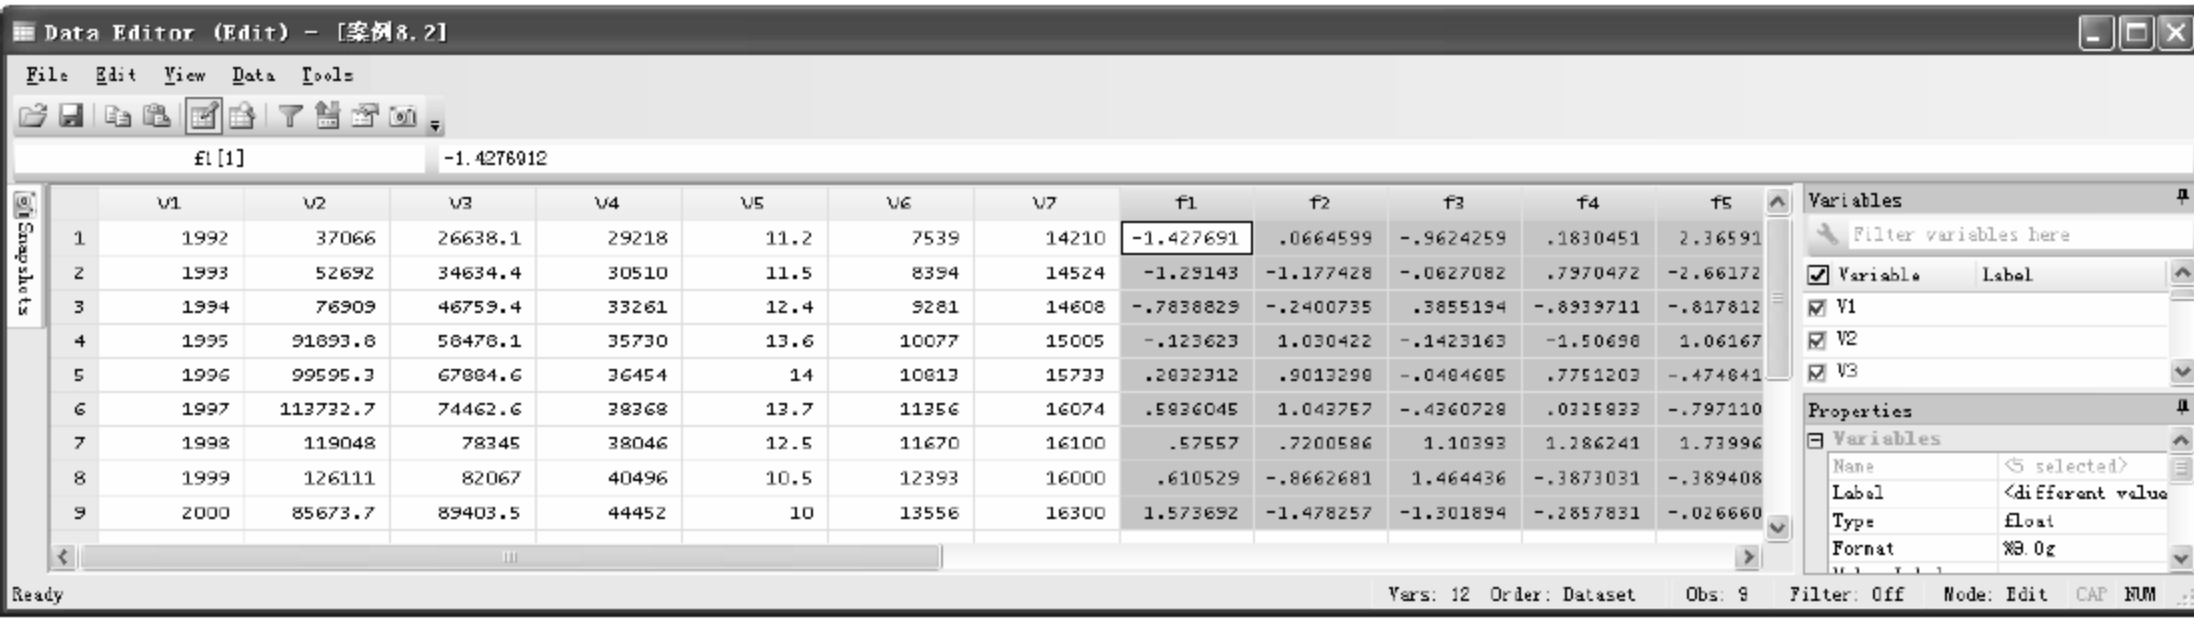 Data Editor (Edit) - [案例8.2]
File Edit View Data Tools
f1[1] -1.4276912
Snapshots
V1 V2 V3 V4 V5 V6 V7 f1 f2 f3 f4 f5
1 1992 37066 26638.1 29218 11.2 7539 14210 -1.427691 .0664599 -.9624259 .1830451 2.36591
2 1993 52692 34634.4 30510 11.5 8394 14524 -1.29143 -1.177428 -.0627082 .7970472 -2.66172
3 1994 76909 46759.4 33261 12.4 9281 14608 -.7838829 -.2400735 .3855194 -.8939711 -.817812
4 1995 91893.8 58478.1 35730 13.6 10077 15005 -.123623 1.030422 -.1423163 -1.50698 1.06167
5 1996 99595.3 67884.6 36454 14 10813 15733 .2832312 .9013298 -.0484685 .7751203 -.474841
6 1997 113732.7 74462.6 38368 13.7 11356 16074 .5836045 1.043757 -.4360728 .0325833 -.797110
7 1998 119048 78345 38046 12.5 11670 16100 .57557 .7200586 1.10393 1.286241 1.73996
8 1999 126111 82067 40496 10.5 12393 16000 .610529 -.8662681 1.464436 -.3873031 -.389408
9 2000 85673.7 89403.5 44452 10 13556 16300 1.573692 -1.478257 -1.301894 -.2857831 -.026660
Variables
Filter variables here
Variable Label
V1
V2
V3
Properties
Variables
Name <5 selected>
Label <different value
Type float
Format %9.0g
Ready Vars: 12 Order: Dataset Obs: 9 Filter: Off Mode: Edit CAP NUM